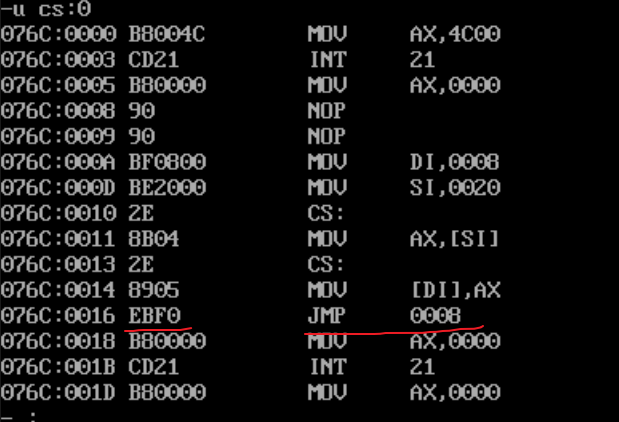 -u cs:0
076C:0000 B8004C MOV AX,4C00
076C:0003 CD21 INT 21
076C:0005 B80000 MOV AX,0000
076C:0008 90 NOP
076C:0009 90 NOP
076C:000A BF0800 MOV DI,0008
076C:000D BE2000 MOV SI,0020
076C:0010 2E CS:
076C:0011 8B04 MOV AX,[SI]
076C:0013 2E CS:
076C:0014 8905 MOV [DI],AX
076C:0016 EBF0 JMP 0008
076C:0018 B80000 MOV AX,0000
076C:001B CD21 INT 21
076C:001D B80000 MOV AX,0000
-